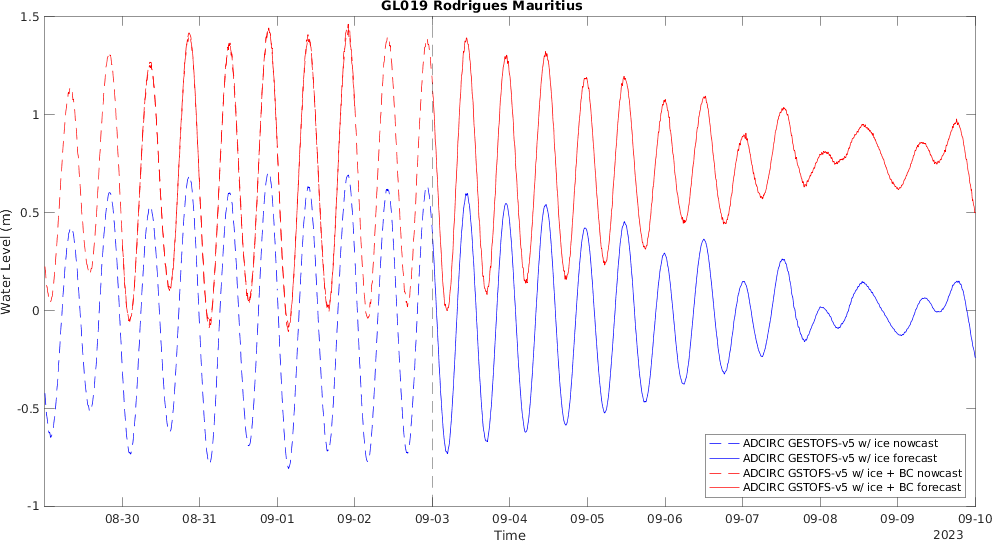 GL019 Rodrigues Mauritius
1.5
1
0.5
0
-0.5
-1
Water Level (m)
08-30 08-31 09-01 09-02 09-03 09-04 09-05 09-06 09-07 09-08 09-09 09-10
2023
Time
ADCIRC GESTOFS-v5 w/ ice nowcast
ADCIRC GESTOFS-v5 w/ ice forecast
ADCIRC GSTOFS-v5 w/ ice + BC nowcast
ADCIRC GSTOFS-v5 w/ ice + BC forecast